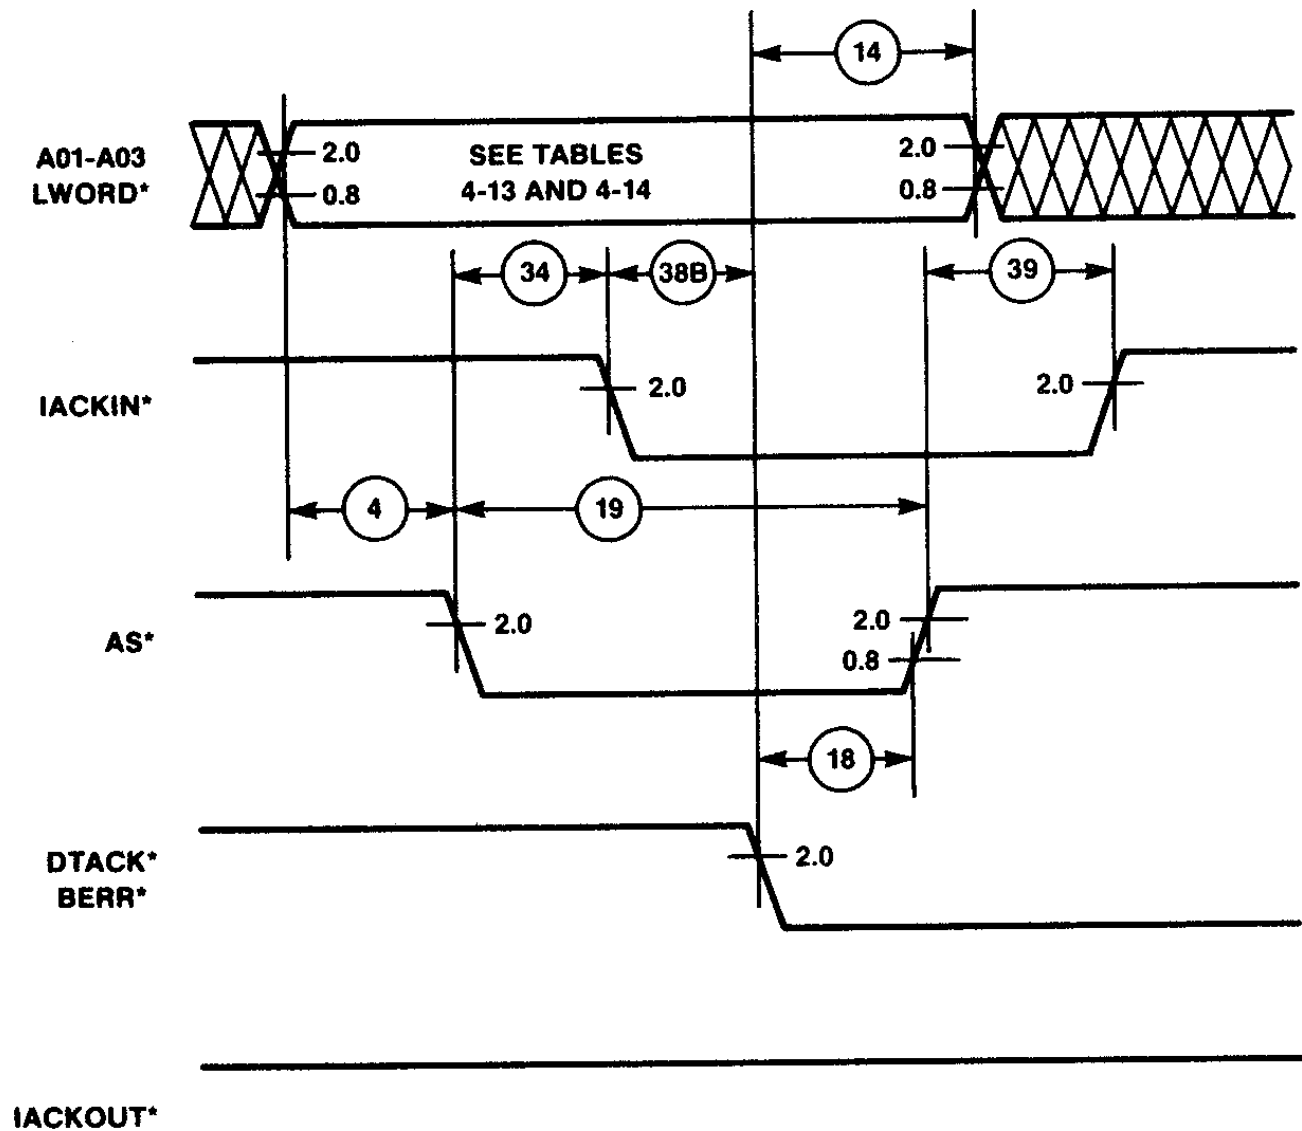 14
A01-A03
LWORD*
2.0
0.8
SEE TABLES
4-13 AND 4-14
2.0
0.8
34
38B
39
IACKIN*
2.0
2.0
4
19
AS*
2.0
2.0
0.8
18
DTACK*
BERR*
2.0
IACKOUT*